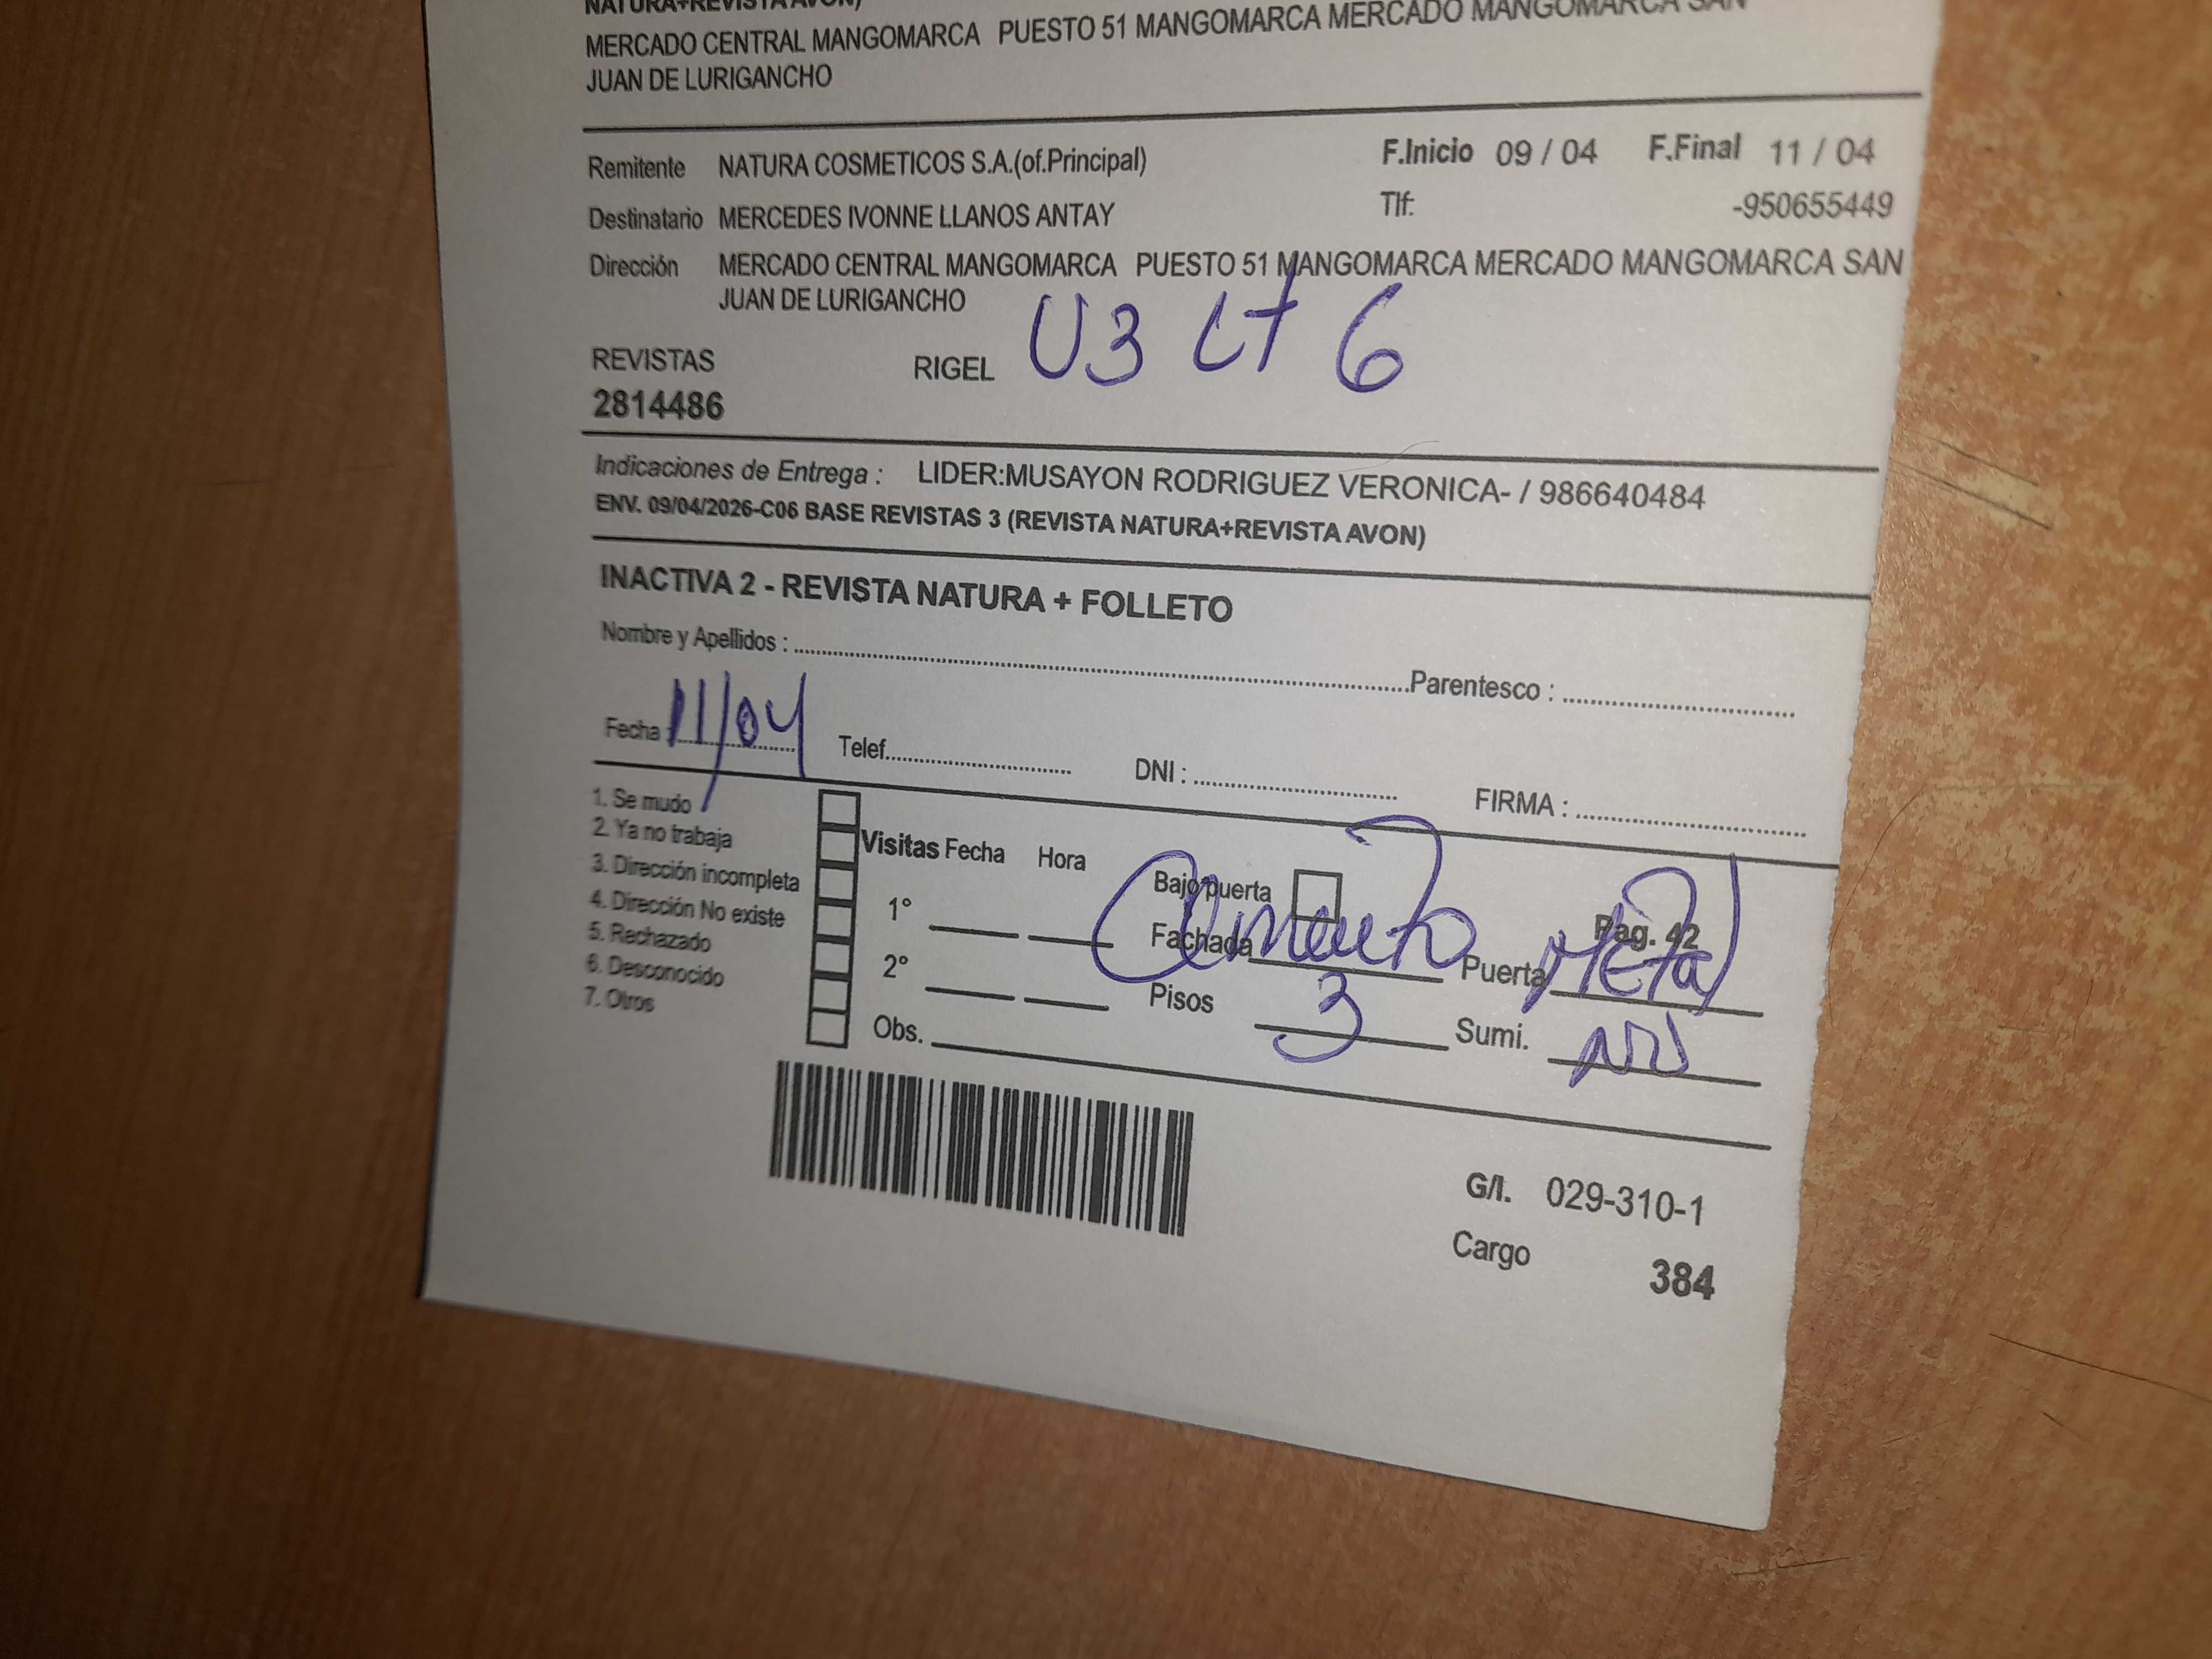 NATURA+REVISTA AVON)
MERCADO CENTRAL MANGOMARCA PUESTO 51 MANGOMARCA MERCADO MANGOMARCA SAN
JUAN DE LURIGANCHO
Remitente NATURA COSMETICOS S.A.(of.Principal) F.Inicio 09 / 04 F.Final 11 / 04
Destinatario MERCEDES IVONNE LLANOS ANTAY Tlf: -950655449
Dirección MERCADO CENTRAL MANGOMARCA PUESTO 51 MANGOMARCA MERCADO MANGOMARCA SAN
JUAN DE LURIGANCHO
REVISTAS RIGEL U3 Lt 6
2814486
Indicaciones de Entrega : LIDER:MUSAYON RODRIGUEZ VERONICA- / 986640484
ENV. 09/04/2026-C06 BASE REVISTAS 3 (REVISTA NATURA+REVISTA AVON)
INACTIVA 2 - REVISTA NATURA + FOLLETO
Nombre y Apellidos : Parentesco :
Fecha : 11/04 Telef. DNI : FIRMA :
1. Se mudo
2. Ya no trabaja
3. Dirección incompleta
4. Dirección No existe
5. Rechazado
6. Desconocido
7. Otros
Visitas Fecha Hora
1°
2°
Obs.
Bajo puerta Pag. 42
Fachada Cemento Puerta Metal
Pisos 3 Sumi.
G/I. 029-310-1
Cargo 384